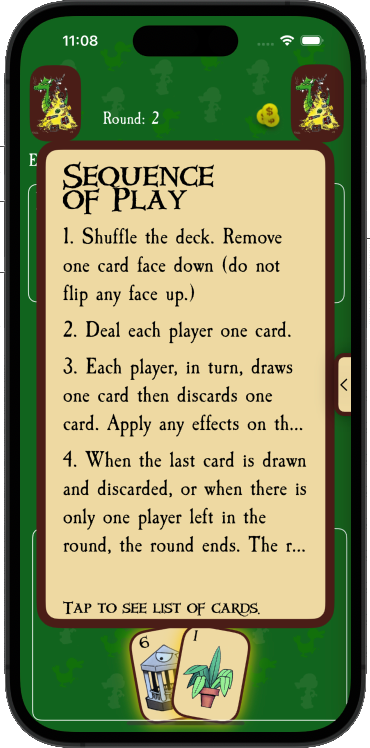 11:08
Round: 2
$
E
SEQUENCE
OF PLAY
1. Shuffle the deck. Remove
one card face down (do not
flip any face up.)
2. Deal each player one card.
3. Each player, in turn, draws
one card then discards one
card. Apply any effects on th...
4. When the last card is drawn
and discarded, or when there is
only one player left in the
round, the round ends. The r...
TAP TO SEE LIST OF CARDS.
6
1